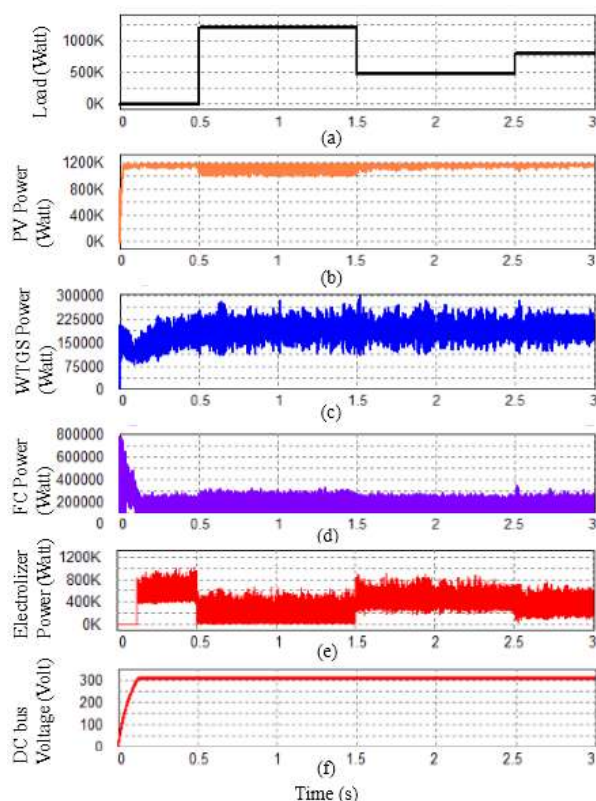 Load (Watt)
1000K
500K
0K
0 0.5 1 1.5 2 2.5 3
(a)
PV Power
(Watt)
1200K
800K
400K
0K
0 0.5 1 1.5 2 2.5 3
(b)
WTGS Power
(Watt)
300000
225000
150000
75000
0
0 0.5 1 1.5 2 2.5 3
(c)
FC Power
(Watt)
800000
600000
400000
200000
0
0 0.5 1 1.5 2 2.5 3
(d)
Electrolizer
Power (Watt)
1200K
800K
400K
0K
0 0.5 1 1.5 2 2.5 3
(e)
DC bus
Voltage (Volt)
300
200
100
0
0 0.5 1 1.5 2 2.5 3
(f)
Time (s)